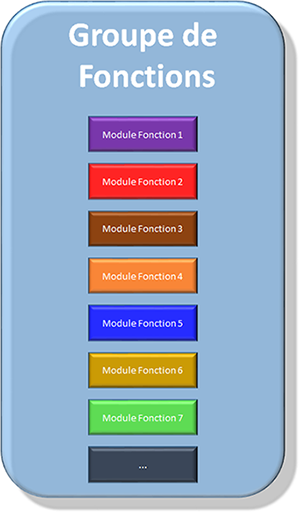 Groupe de
Fonctions
Module Fonction 1
Module Fonction 2
Module Fonction 3
Module Fonction 4
Module Fonction 5
Module Fonction 6
Module Fonction 7
...